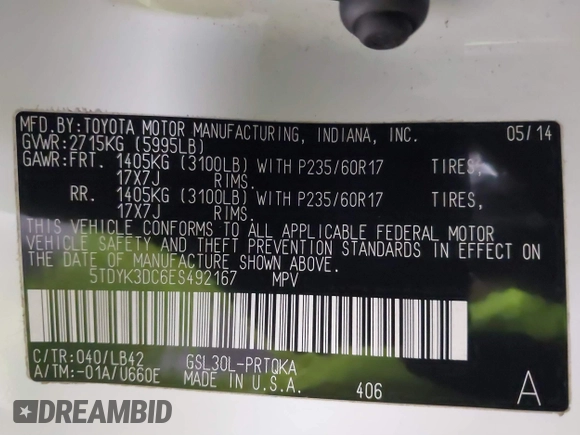 MFD.BY:TOYOTA MOTOR MANUFACTURING, INDIANA, INC. 05/14
GVWR:2715KG (5995LB)
GAWR:FRT. 1405KG (3100LB) WITH P235/60R17 TIRES,
17X7J RIMS.
RR. 1405KG (3100LB) WITH P235/60R17 TIRES,
17X7J RIMS.
THIS VEHICLE CONFORMS TO ALL APPLICABLE FEDERAL MOTOR
VEHICLE SAFETY AND THEFT PREVENTION STANDARDS IN EFFECT ON
THE DATE OF MANUFACTURE SHOWN ABOVE.
5TDYK3DC6ES492167 MPV
C/TR:040/LB42 GSL30L-PRTQKA
A/TM:-01A/U660E MADE IN U.S.A. 406 A
DREAMBID